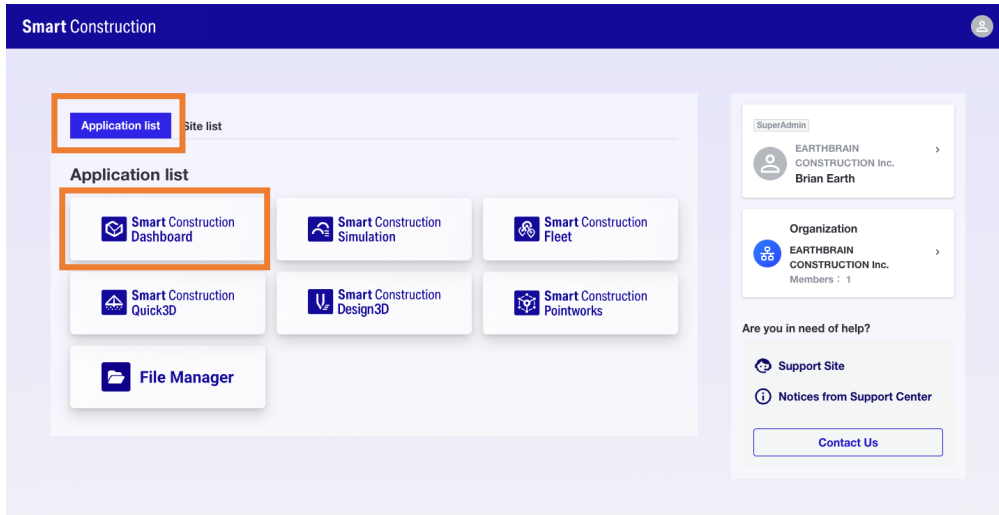 Smart Construction
Application list
Site list
Application list
Smart Construction
Dashboard
Smart Construction
Simulation
Smart Construction
Fleet
Smart Construction
Quick3D
Smart Construction
Design3D
Smart Construction
Pointworks
File Manager
SuperAdmin
EARTHBRAIN
CONSTRUCTION Inc.
Brian Earth
Organization
EARTHBRAIN
CONSTRUCTION Inc.
Members : 1
Are you in need of help?
Support Site
Notices from Support Center
Contact Us